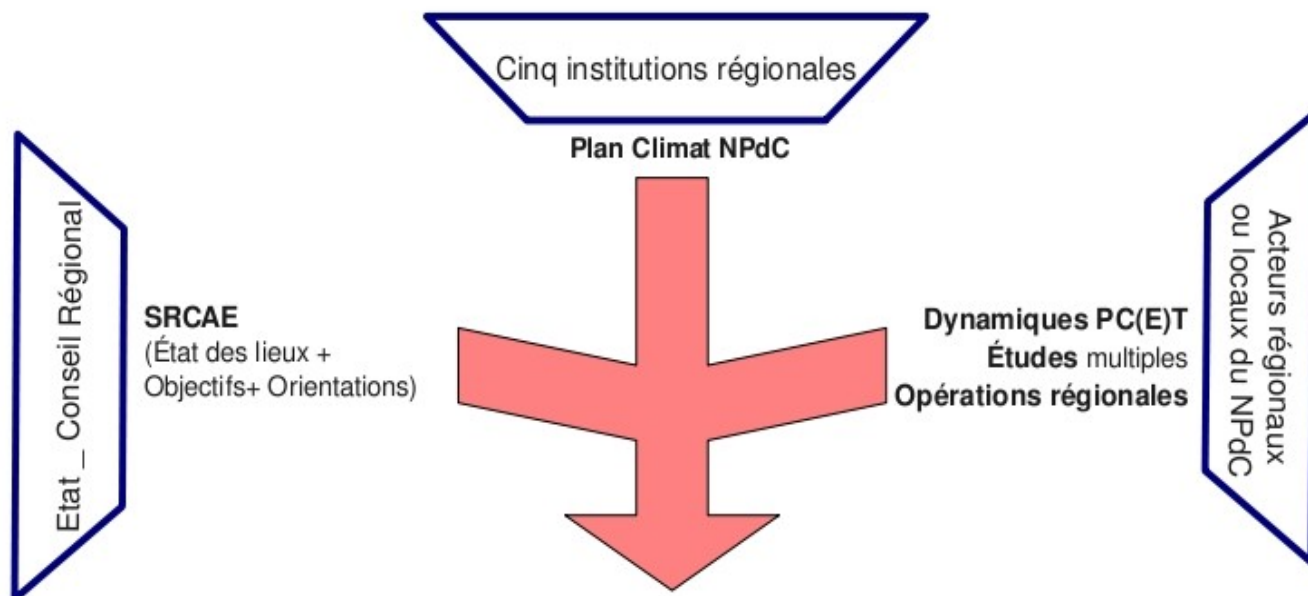 Cinq institutions régionales
Plan Climat NPdC
Etat _ Conseil Régional
SRCAE
(État des lieux +
Objectifs+ Orientations)
Dynamiques PC(E)T
Études multiples
Opérations régionales
Acteurs régionaux
ou locaux du NPdC